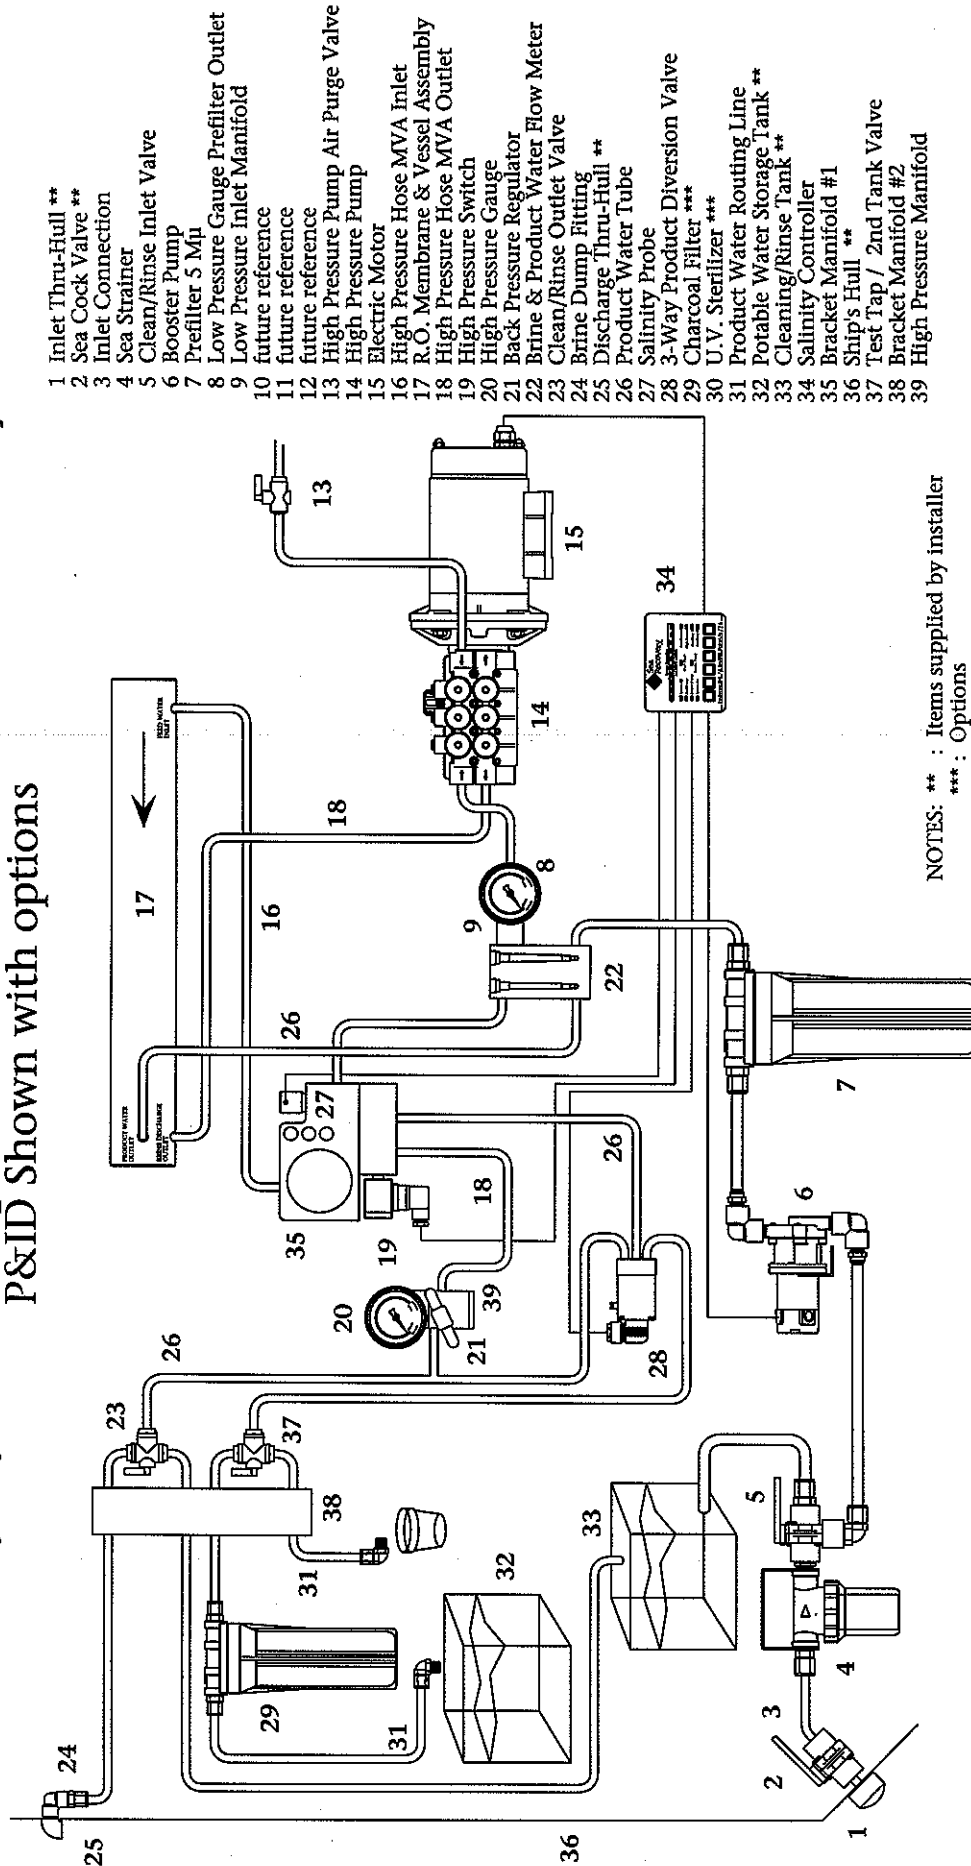 P&ID Shown with options
1 Inlet Thru-Hull **
2 Sea Cock Valve **
3 Inlet Connection
4 Sea Strainer
5 Clean/Rinse Inlet Valve
6 Booster Pump
7 Prefilter 5 Mµ
8 Low Pressure Gauge Prefilter Outlet
9 Low Pressure Inlet Manifold
10 future reference
11 future reference
12 future reference
13 High Pressure Pump Air Purge Valve
14 High Pressure Pump
15 Electric Motor
16 High Pressure Hose MVA Inlet
17 R.O. Membrane & Vessel Assembly
18 High Pressure Hose MVA Outlet
19 High Pressure Switch
20 High Pressure Gauge
21 Back Pressure Regulator
22 Brine & Product Water Flow Meter
23 Clean/Rinse Outlet Valve
24 Brine Dump Fitting
25 Discharge Thru-Hull **
26 Product Water Tube
27 Salinity Probe
28 3-Way Product Diversion Valve
29 Charcoal Filter ***
30 U.V. Sterilizer ***
31 Product Water Routing Line
32 Potable Water Storage Tank **
33 Cleaning/Rinse Tank **
34 Salinity Controller
35 Bracket Manifold #1
36 Ship's Hull **
37 Test Tap / 2nd Tank Valve
38 Bracket Manifold #2
39 High Pressure Manifold
NOTES: ** : Items supplied by installer
*** : Options
PRODUCT WATER
OUTLET
BRINE DISCHARGE
OUTLET
FEED WATER
INLET
17
18
16
13
14
15
8
9
22
26
27
35
19
18
26
20
39
21
26
23
37
28
38
31
29
31
32
33
24
25
36
34
Sea
Recovery
7
6
5
4
3
2
1